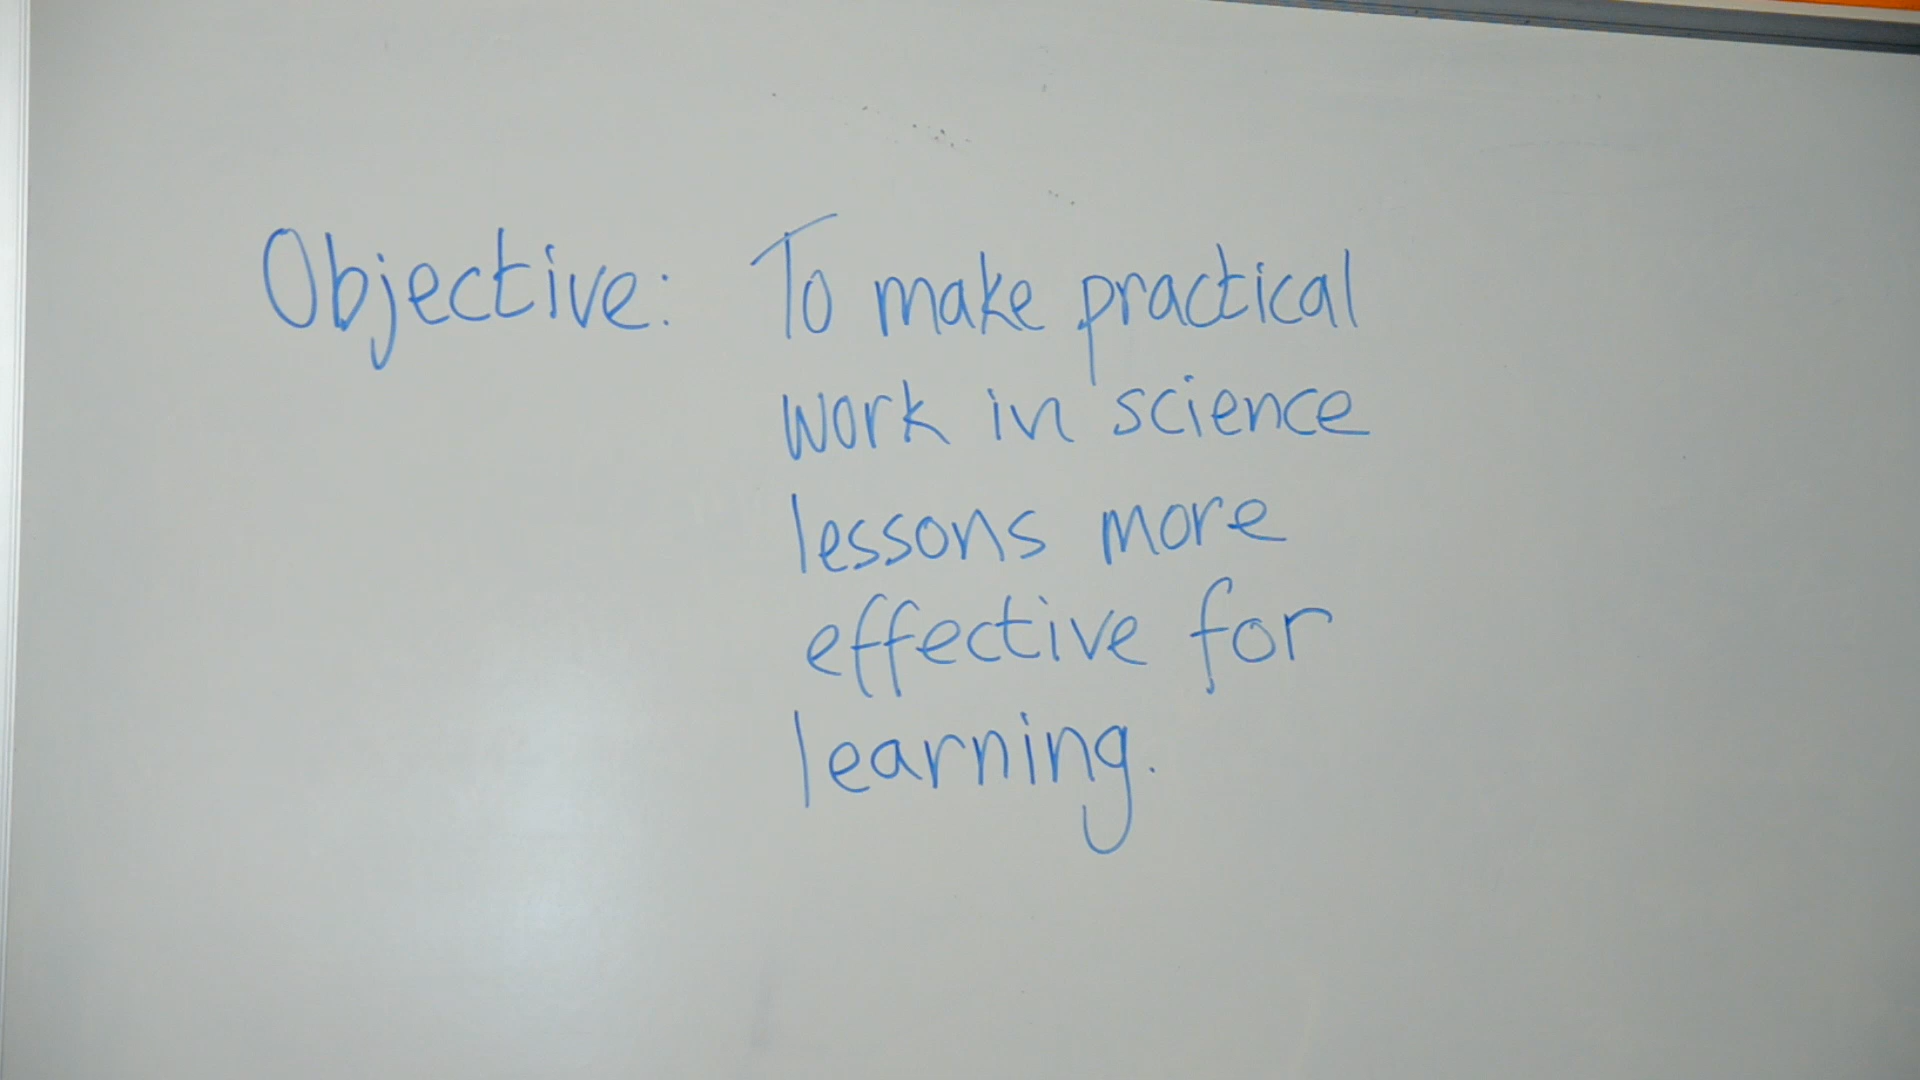 Objective: To make practical
work in science
lessons more
effective for
learning.